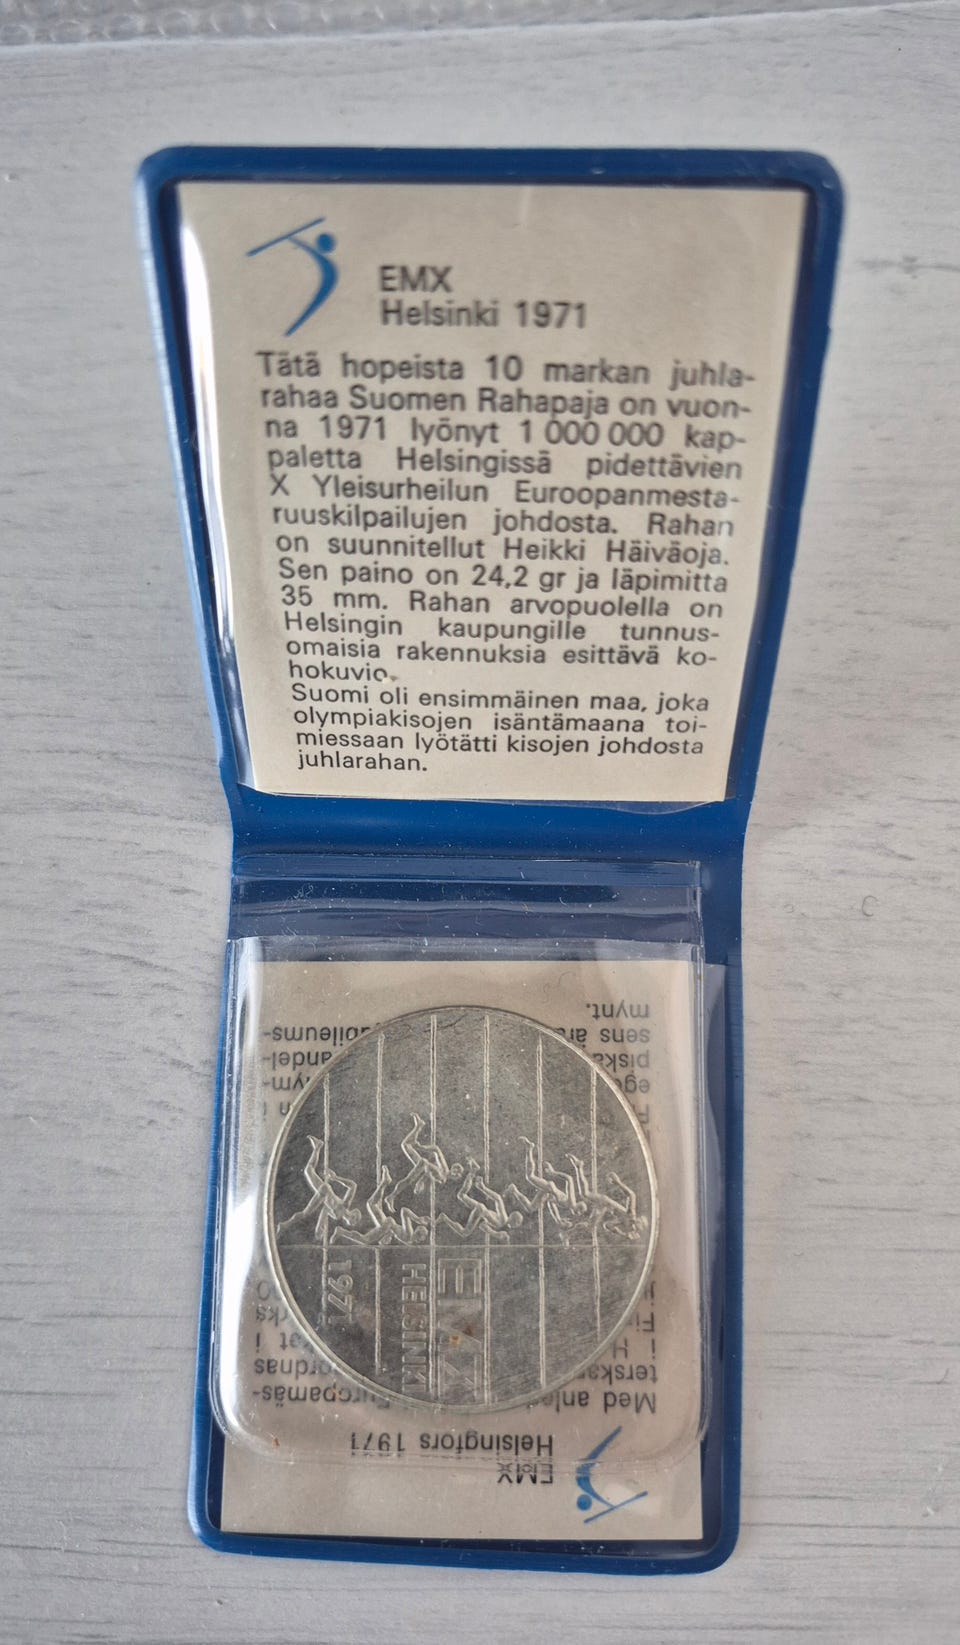 EMX
Helsinki 1971
Tätä hopeista 10 markan juhla-
rahaa Suomen Rahapaja on vuon-
na 1971 lyönyt 1 000 000 kap-
paletta Helsingissä pidettävien
X Yleisurheilun Euroopanmesta-
ruuskilpailujen johdosta. Rahan
on suunnitellut Heikki Häiväoja.
Sen paino on 24,2 gr ja läpimitta
35 mm. Rahan arvopuolella on
Helsingin kaupungille tunnus-
omaisia rakennuksia esittävä ko-
hokuvio.
Suomi oli ensimmäinen maa, joka
olympiakisojen isäntämaana toi-
miessaan lyötätti kisojen johdosta
juhlarahan.
EMX
HELSINKI
1971
EMX
Helsingfors 1971
Med Europamäs-
i
mynt.